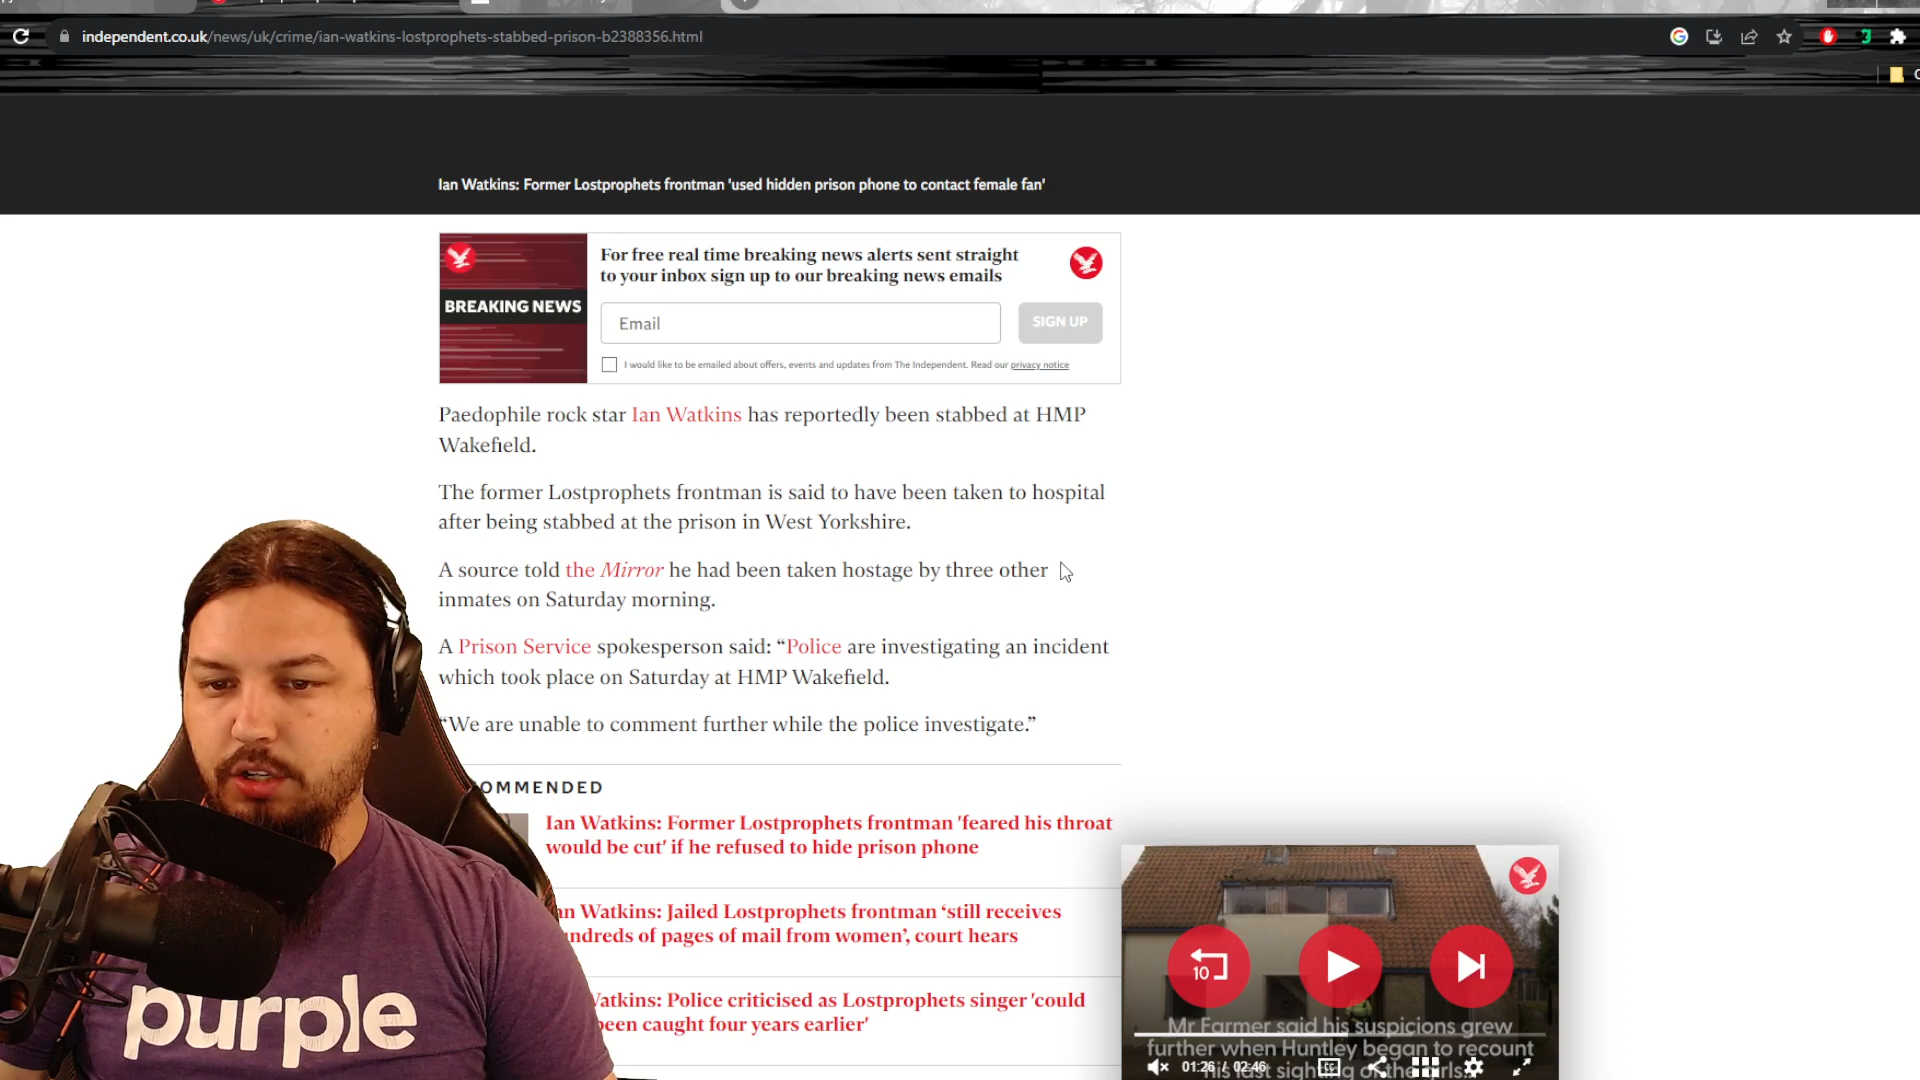 independent.co.uk/news/uk/crime/ian-watkins-lostprophets-stabbed-prison-b2388356.html
Ian Watkins: Former Lostprophets frontman 'used hidden prison phone to contact female fan'
BREAKING NEWS
For free real time breaking news alerts sent straight
to your inbox sign up to our breaking news emails
Email
SIGN UP
I would like to be emailed about offers, events and updates from The Independent. Read our privacy notice
Paedophile rock star Ian Watkins has reportedly been stabbed at HMP
Wakefield.
The former Lostprophets frontman is said to have been taken to hospital
after being stabbed at the prison in West Yorkshire.
A source told the Mirror he had been taken hostage by three other
inmates on Saturday morning.
A Prison Service spokesperson said: “Police are investigating an incident
which took place on Saturday at HMP Wakefield.
“We are unable to comment further while the police investigate.”
OMMENDED
Ian Watkins: Former Lostprophets frontman 'feared his throat
would be cut' if he refused to hide prison phone
an Watkins: Jailed Lostprophets frontman ‘still receives
undreds of pages of mail from women’, court hears
Watkins: Police criticised as Lostprophets singer 'could
been caught four years earlier'
purple
10
Mr Farmer said his suspicions grew
further when Huntley began to recount
his last sighting of the girls...
01:26 / 02:46